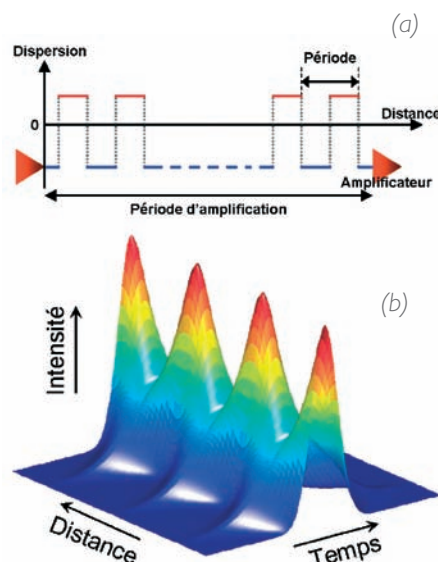 (a)
Dispersion
Période
0
Distance
Amplificateur
Période d'amplification
(b)
Intensité
Distance
Temps